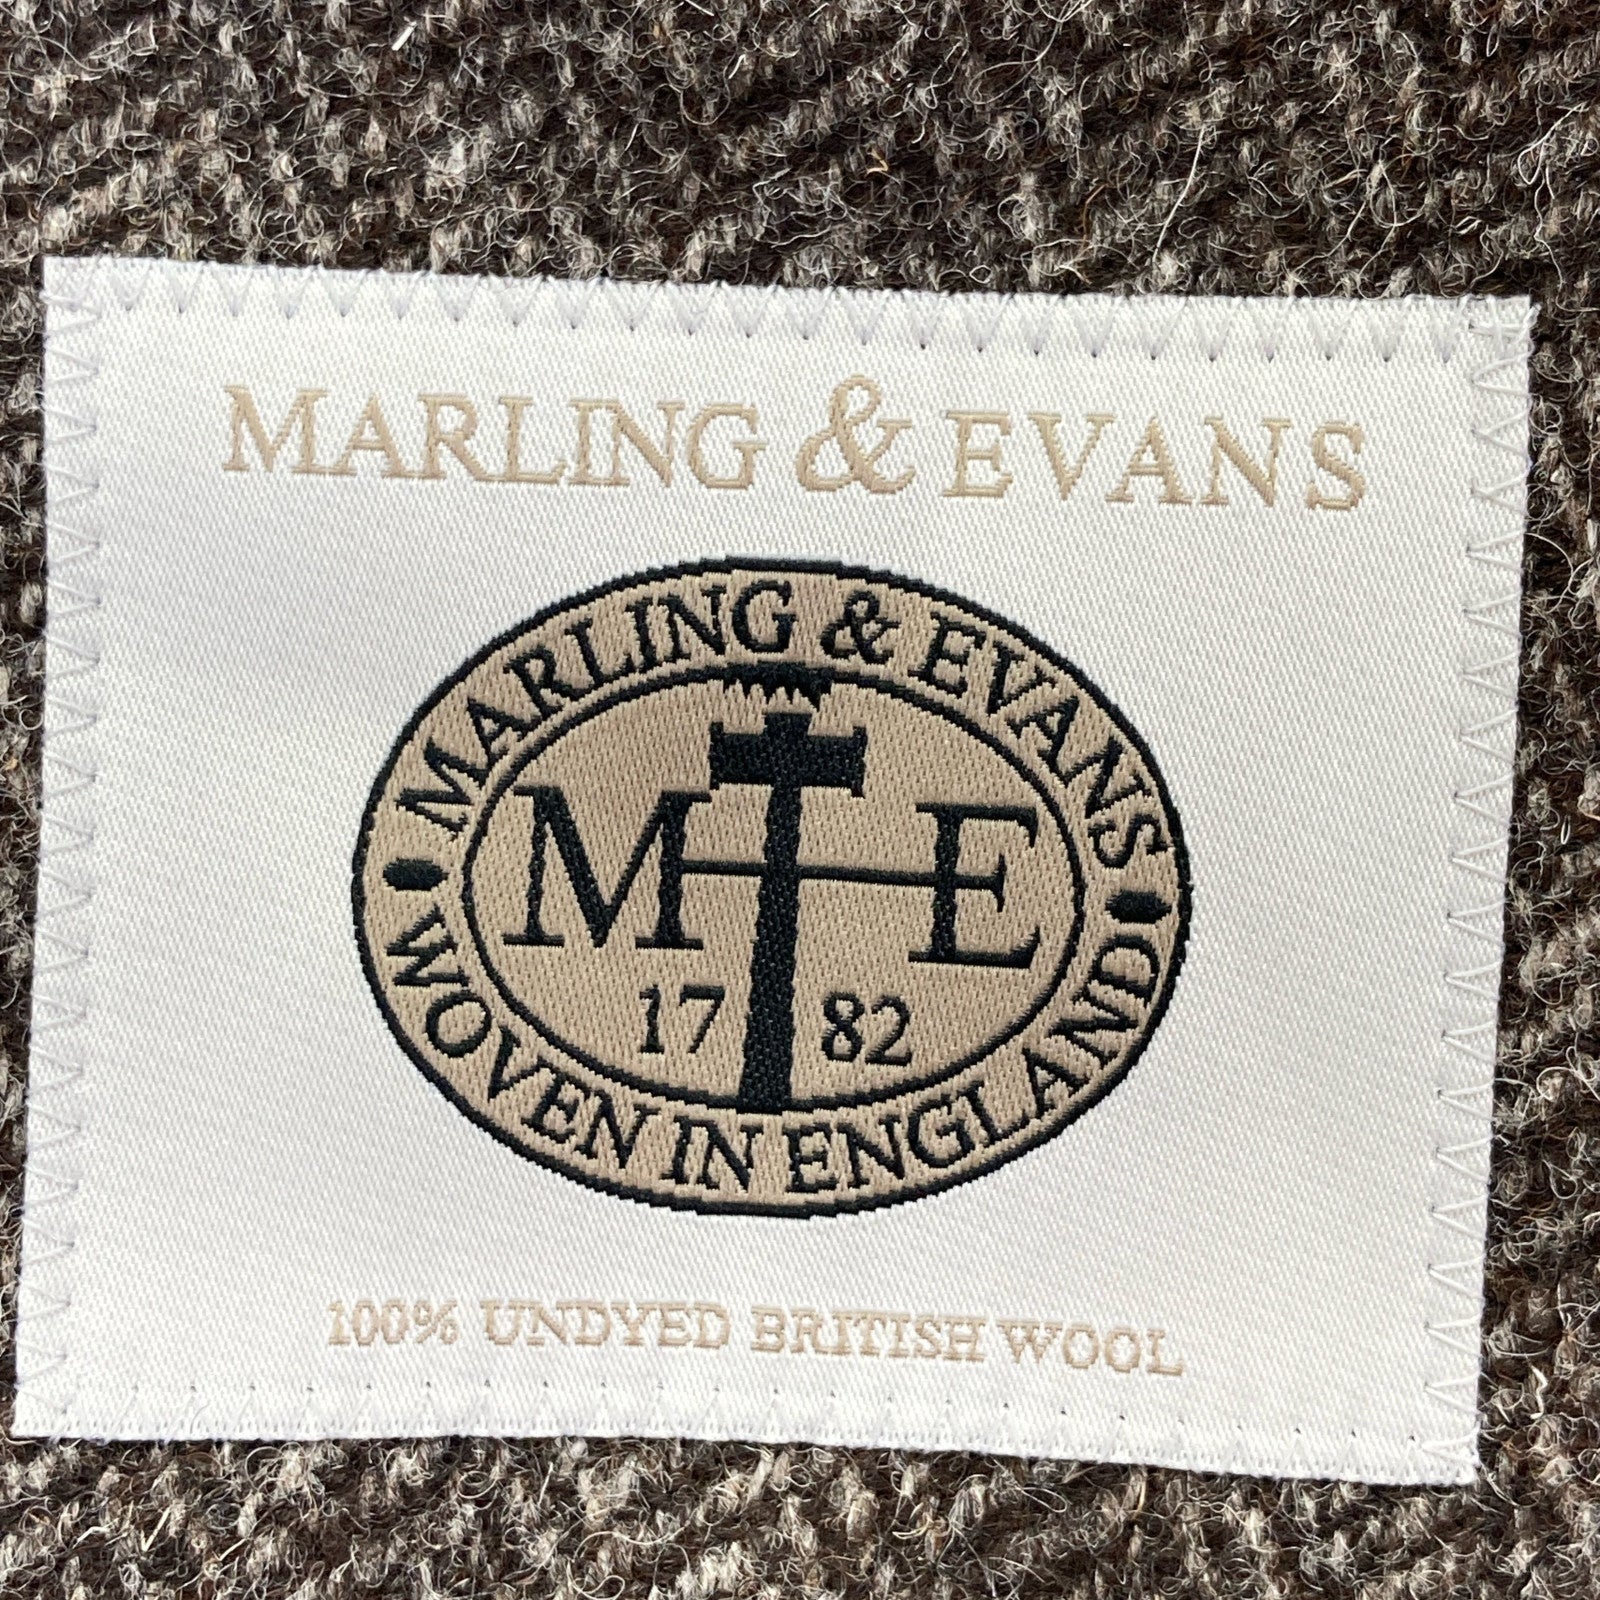 MARLING & EVANS
MARLING & EVANS
M E
17 82
WOVEN IN ENGLAND
100% UNDYED BRITISH WOOL